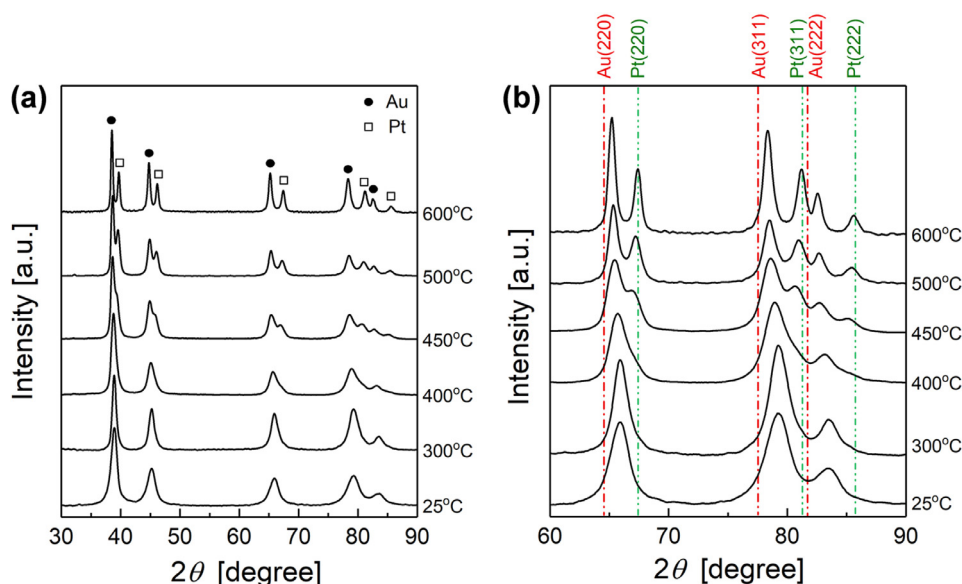 (a)
● Au
□ Pt
600°C
500°C
450°C
400°C
300°C
25°C
30 40 50 60 70 80 90
2θ [degree]
Intensity [a.u.]
(b)
Au(220)
Pt(220)
Au(311)
Pt(311)
Au(222)
Pt(222)
600°C
500°C
450°C
400°C
300°C
25°C
60 70 80 90
2θ [degree]
Intensity [a.u.]